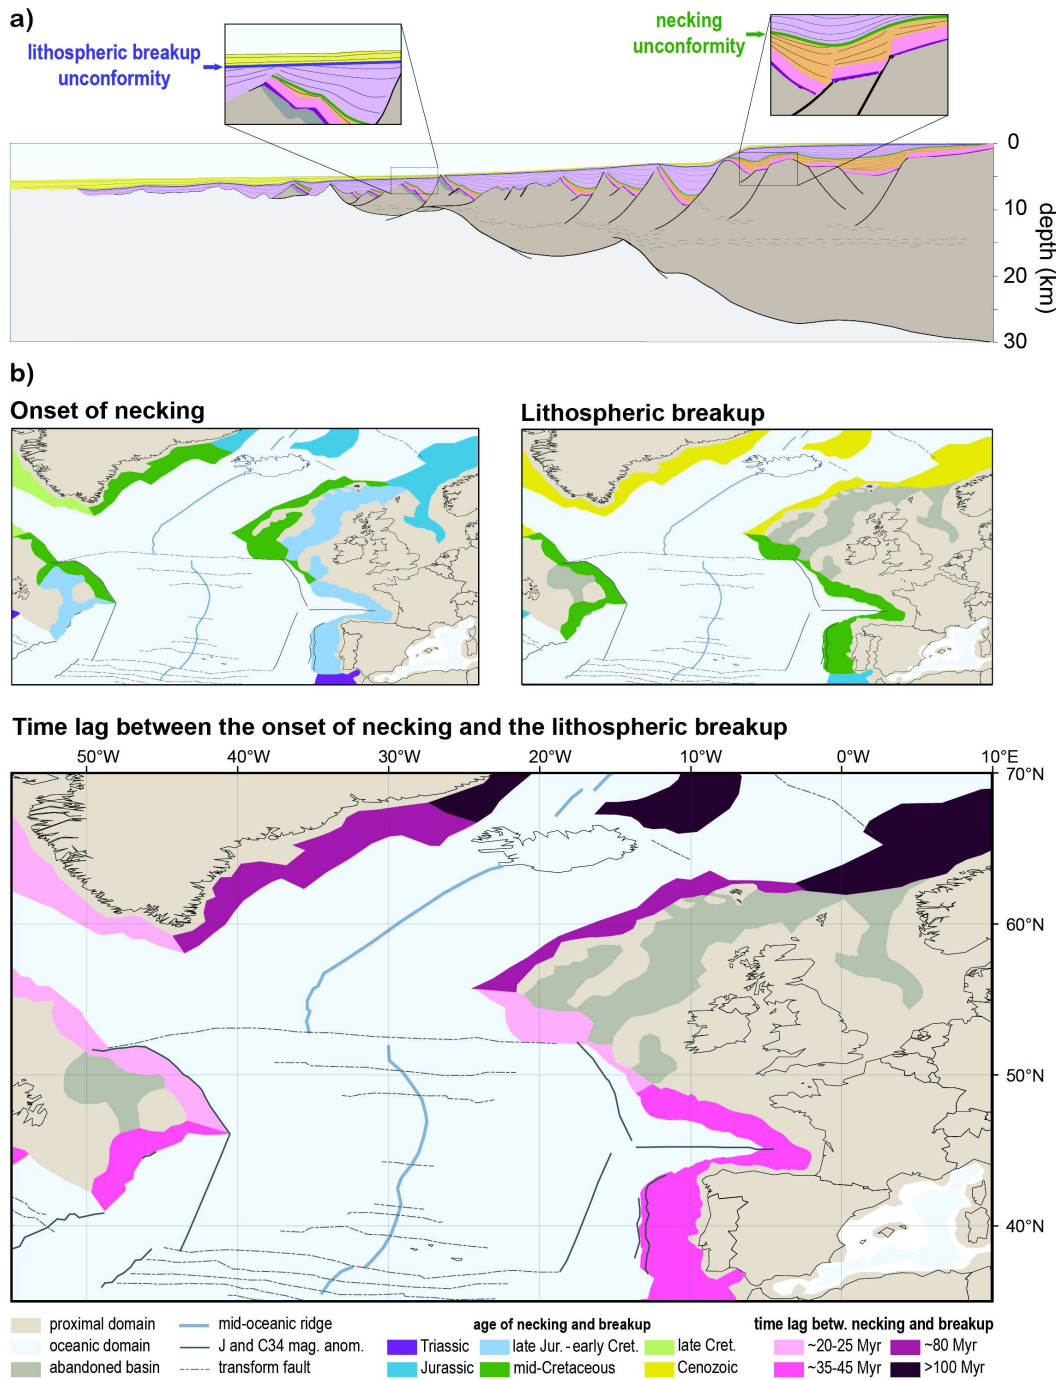 a)
lithospheric breakup
unconformity
necking
unconformity
0
10
20
30
depth (km)
b)
Onset of necking
Lithospheric breakup
Time lag between the onset of necking and the lithospheric breakup
50°W
40°W
30°W
20°W
10°W
0°W
10°E
70°N
60°N
50°N
40°N
proximal domain
oceanic domain
abandoned basin
mid-oceanic ridge
J and C34 mag. anom.
transform fault
age of necking and breakup
Triassic
late Jur. - early Cret.
late Cret.
Jurassic
mid-Cretaceous
Cenozoic
time lag betw. necking and breakup
~20-25 Myr
~80 Myr
~35-45 Myr
>100 Myr